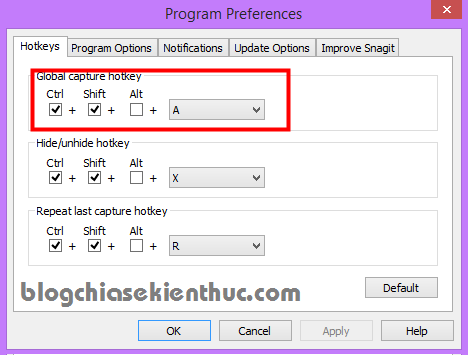 Program Preferences
Hotkeys Program Options Notifications Update Options Improve Snagit
Global capture hotkey
Ctrl Shift Alt
+ + + A
Hide/unhide hotkey
Ctrl Shift Alt
+ + + X
Repeat last capture hotkey
Ctrl Shift Alt
+ + + R
blogchiasekienthuc.com
Default
OK Cancel Apply Help